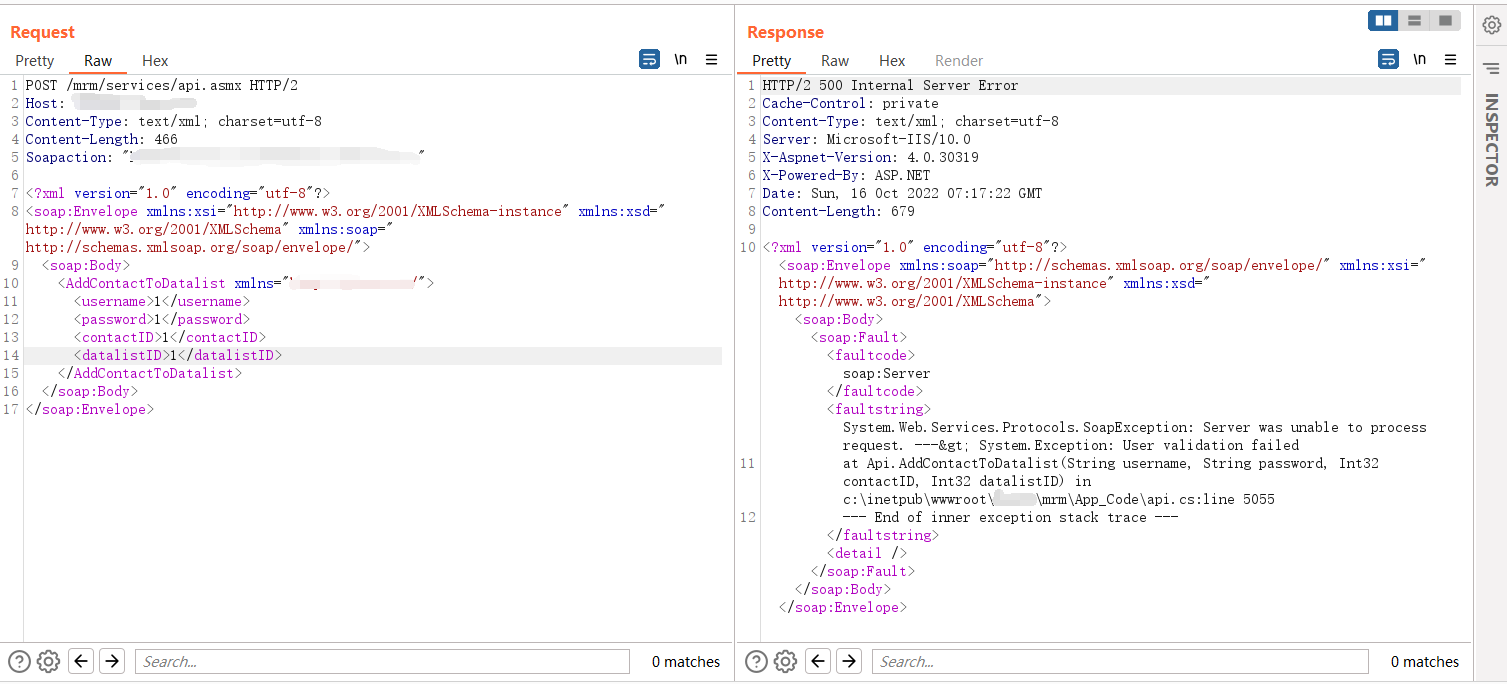 Request
Pretty Raw Hex
\n
1 POST /mrm/services/api.asmx HTTP/2
2 Host:
3 Content-Type: text/xml; charset=utf-8
4 Content-Length: 466
5 Soapaction: " "
6
7 <?xml version="1.0" encoding="utf-8"?>
8 <soap:Envelope xmlns:xsi="http://www.w3.org/2001/XMLSchema-instance" xmlns:xsd="
http://www.w3.org/2001/XMLSchema" xmlns:soap="
http://schemas.xmlsoap.org/soap/envelope/">
9 <soap:Body>
10 <AddContactToDatalist xmlns=" /">
11 <username>1</username>
12 <password>1</password>
13 <contactID>1</contactID>
14 <datalistID>1</datalistID>
15 </AddContactToDatalist>
16 </soap:Body>
17 </soap:Envelope>
Search...
0 matches
Response
Pretty Raw Hex Render
\n
1 HTTP/2 500 Internal Server Error
2 Cache-Control: private
3 Content-Type: text/xml; charset=utf-8
4 Server: Microsoft-IIS/10.0
5 X-Aspnet-Version: 4.0.30319
6 X-Powered-By: ASP.NET
7 Date: Sun, 16 Oct 2022 07:17:22 GMT
8 Content-Length: 679
9
10 <?xml version="1.0" encoding="utf-8"?>
<soap:Envelope xmlns:soap="http://schemas.xmlsoap.org/soap/envelope/" xmlns:xsi="
http://www.w3.org/2001/XMLSchema-instance" xmlns:xsd="
http://www.w3.org/2001/XMLSchema">
<soap:Body>
<soap:Fault>
<faultcode>
soap:Server
</faultcode>
<faultstring>
System.Web.Services.Protocols.SoapException: Server was unable to process
request. ---&gt; System.Exception: User validation failed
11 at Api.AddContactToDatalist(String username, String password, Int32
contactID, Int32 datalistID) in
c:\inetpub\wwwroot\ \mrm\App_Code\api.cs:line 5055
12 --- End of inner exception stack trace ---
</faultstring>
<detail />
</soap:Fault>
</soap:Body>
</soap:Envelope>
Search...
0 matches
INSPECTOR